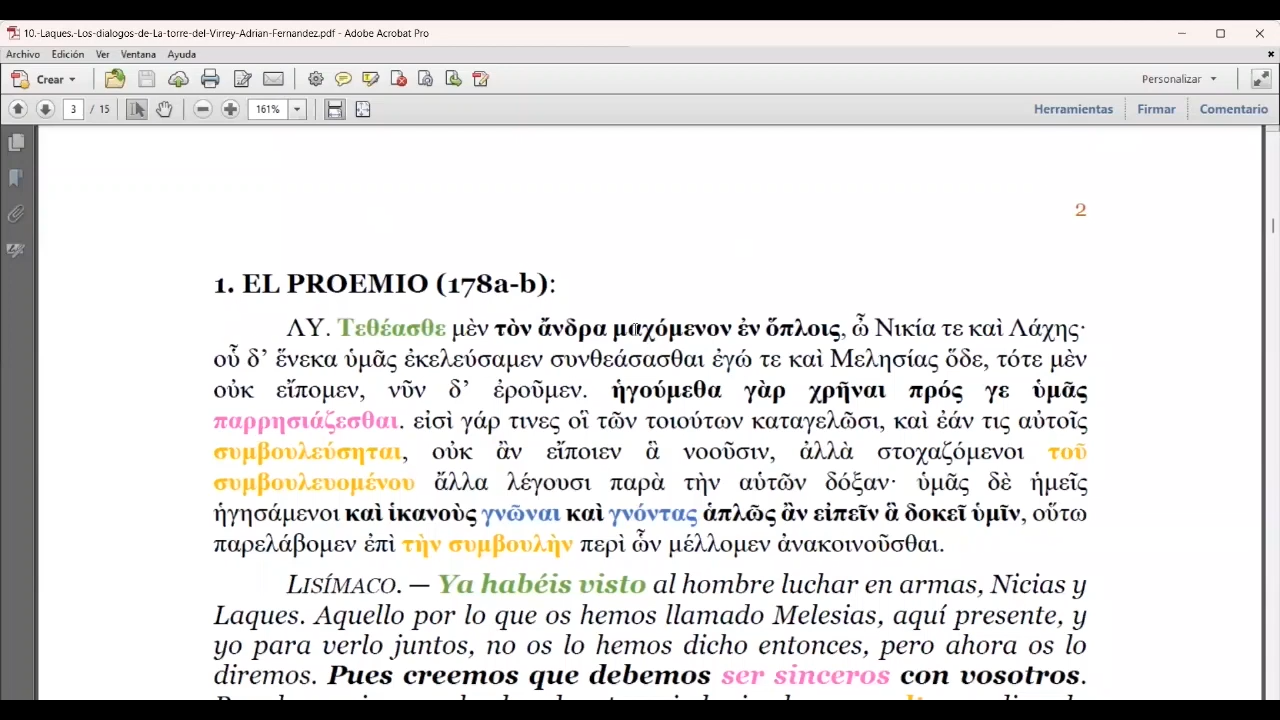 10.-Laques.-Los-dialogos-de-La-torre-del-Virrey-Adrian-Fernandez.pdf - Adobe Acrobat Pro
Archivo Edición Ver Ventana Ayuda
Crear Personalizar
3 / 15 161% Herramientas Firmar Comentario
2
1. EL PROEMIO (178a-b):
ΛΥ. Τεθέασθε μὲν τὸν ἄνδρα μαχόμενον ἐν ὅπλοις, ὦ Νικία τε καὶ Λάχης·
οὗ δ’ ἕνεκα ὑμᾶς ἐκελεύσαμεν συνθεάσασθαι ἐγώ τε καὶ Μελησίας ὅδε, τότε μὲν
οὐκ εἴπομεν, νῦν δ’ ἐροῦμεν. ἡγούμεθα γὰρ χρῆναι πρός γε ὑμᾶς
παρρησιάζεσθαι. εἰσὶ γάρ τινες οἳ τῶν τοιούτων καταγελῶσι, καὶ ἐάν τις αὐτοῖς
συμβουλεύσηται, οὐκ ἂν εἴποιεν ἃ νοοῦσιν, ἀλλὰ στοχαζόμενοι τοῦ
συμβουλευομένου ἄλλα λέγουσι παρὰ τὴν αὑτῶν δόξαν· ὑμᾶς δὲ ἡμεῖς
ἡγησάμενοι καὶ ἱκανοὺς γνῶναι καὶ γνόντας ἁπλῶς ἂν εἰπεῖν ἃ δοκεῖ ὑμῖν, οὕτω
παρελάβομεν ἐπὶ τὴν συμβουλὴν περὶ ὧν μέλλομεν ἀνακοινοῦσθαι.
LISÍMACO. — Ya habéis visto al hombre luchar en armas, Nicias y
Laques. Aquello por lo que os hemos llamado Melesias, aquí presente, y
yo para verlo juntos, no os lo hemos dicho entonces, pero ahora os lo
diremos. Pues creemos que debemos ser sinceros con vosotros.